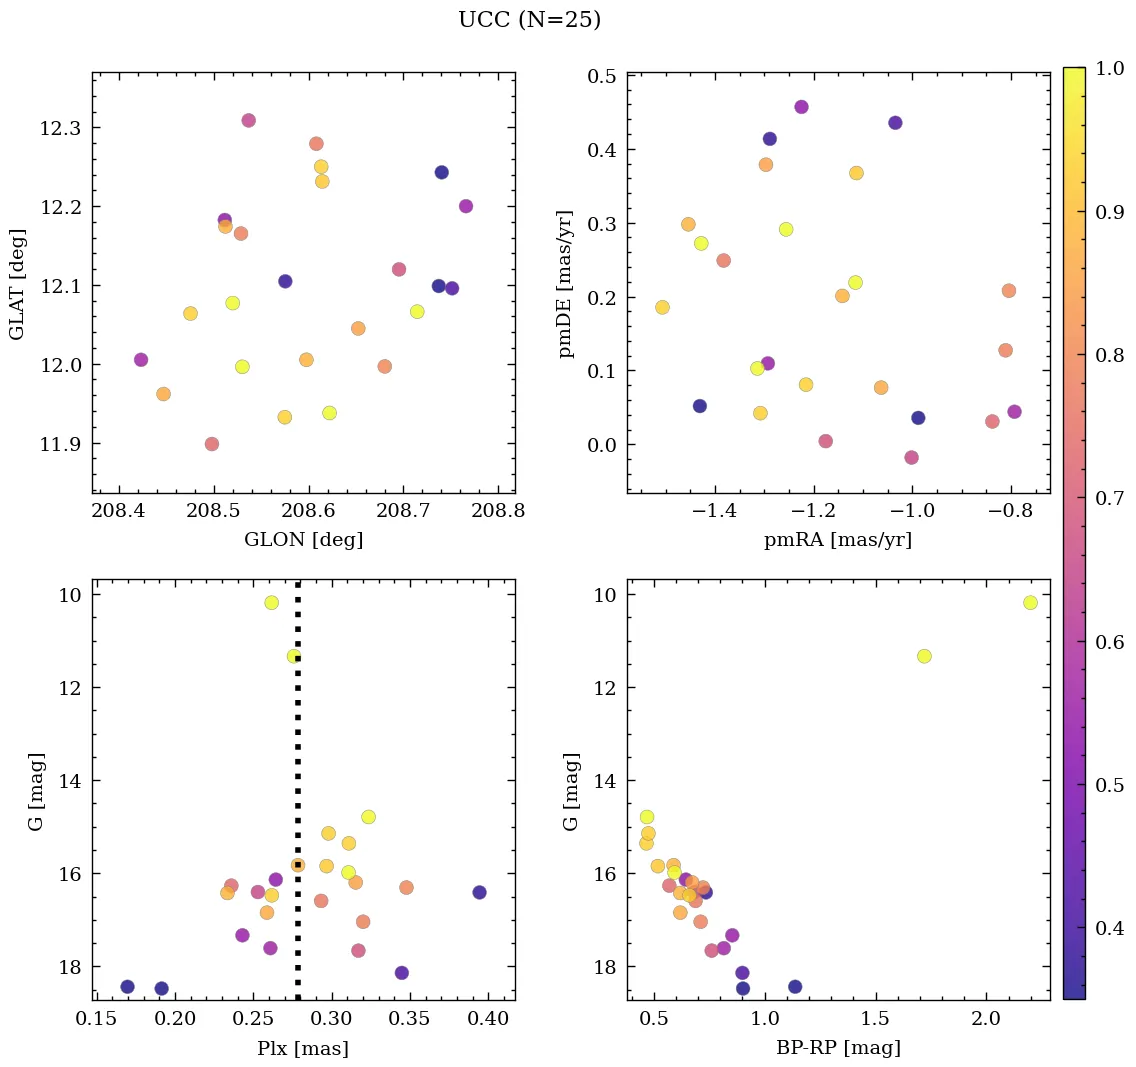 UCC (N=25)
12.3
12.2
12.1
12.0
11.9
GLAT [deg]
208.4 208.5 208.6 208.7 208.8
GLON [deg]
0.5
0.4
0.3
0.2
0.1
0.0
pmDE [mas/yr]
−1.4 −1.2 −1.0 −0.8
pmRA [mas/yr]
10
12
14
16
18
G [mag]
0.15 0.20 0.25 0.30 0.35 0.40
Plx [mas]
10
12
14
16
18
G [mag]
0.5 1.0 1.5 2.0
BP-RP [mag]
1.0
0.9
0.8
0.7
0.6
0.5
0.4